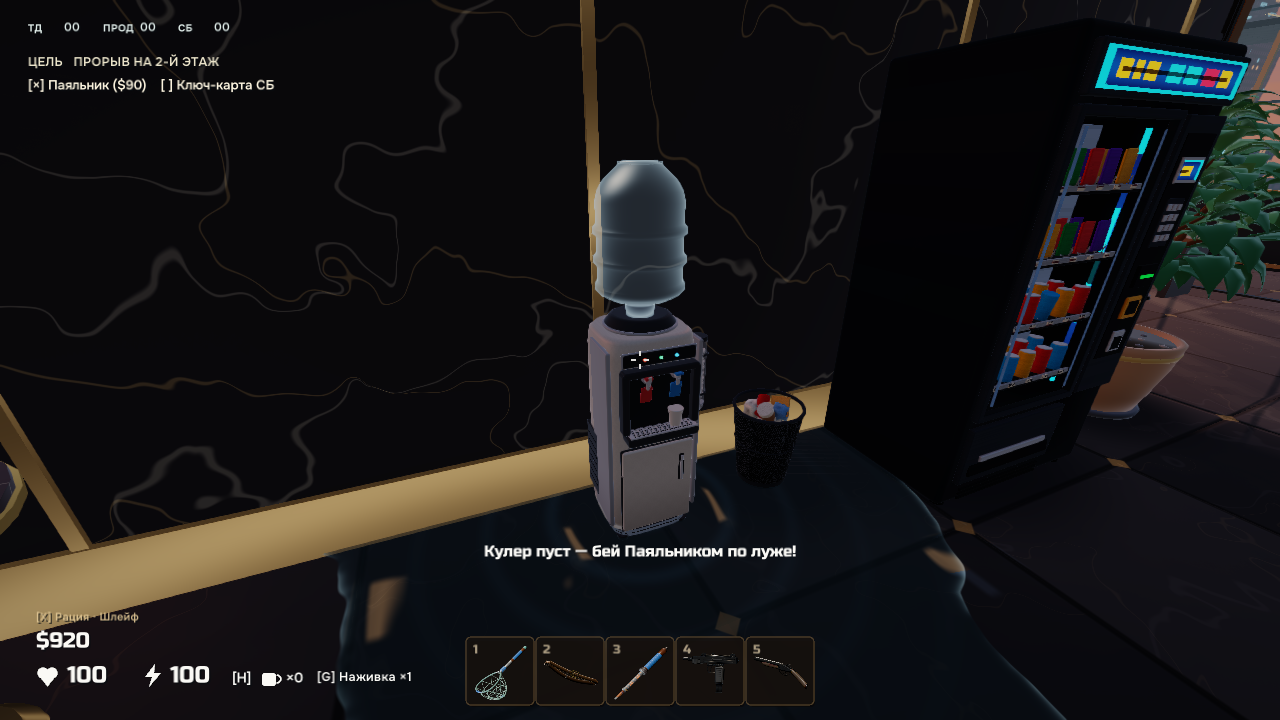 ТД 00 ПРОД 00 СБ 00
ЦЕЛЬ ПРОРЫВ НА 2-Й ЭТАЖ
[×] Паяльник ($90) [ ] Ключ-карта СБ
Кулер пуст — бей Паяльником по луже!
[X] Рация · Шлейф
$920
100 100 [H] ×0 [G] Наживка ×1
1 2 3 4 5